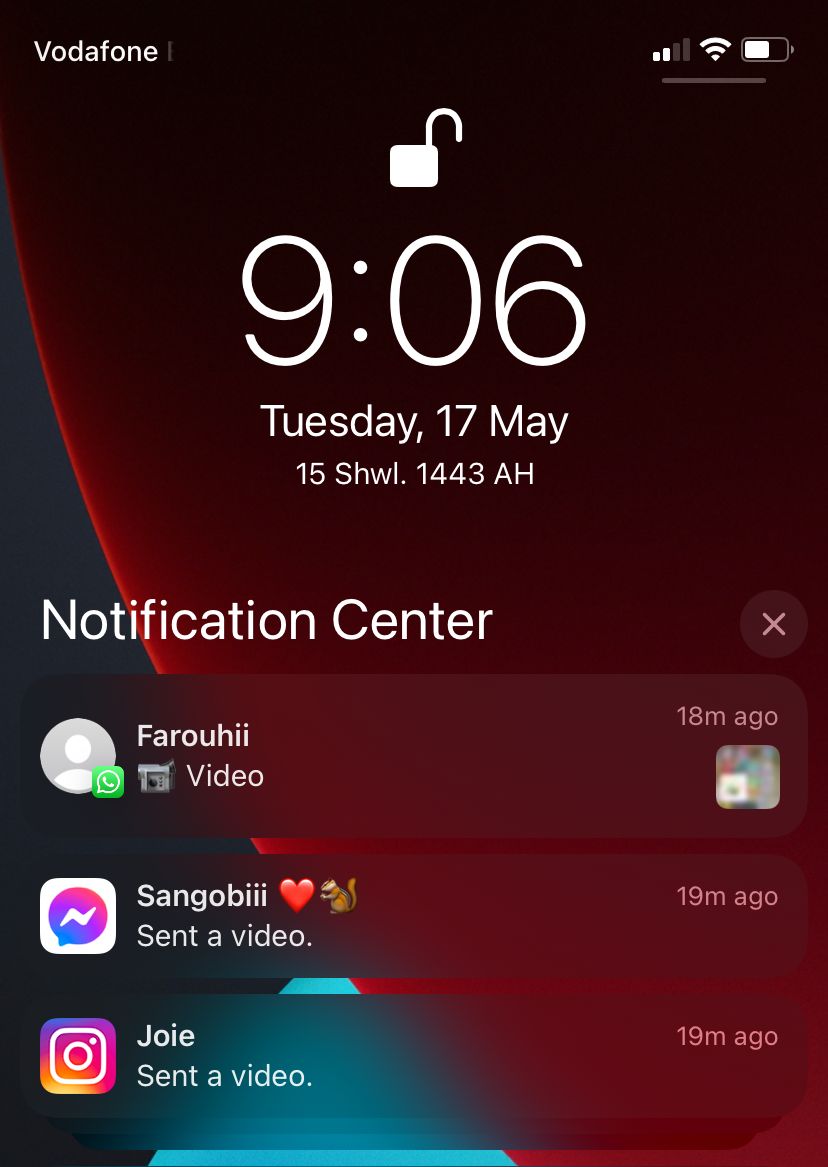 Vodafone
9:06
Tuesday, 17 May
15 Shwl. 1443 AH
Notification Center
Farouhii
18m ago
📹 Video
Sangobiii ❤️🐿️
19m ago
Sent a video.
Joie
19m ago
Sent a video.